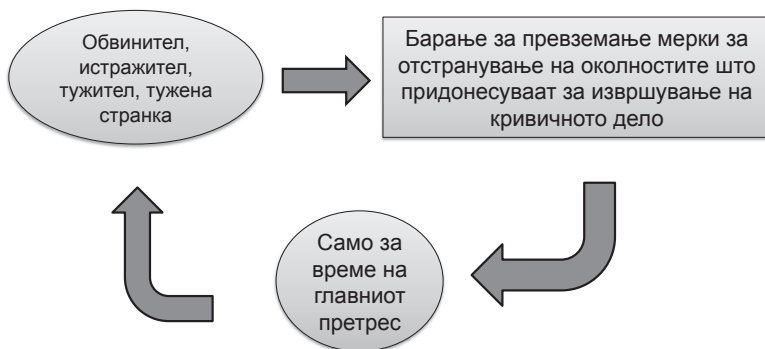 Обвинител,
истражител,
тужител, тужена
странка
Барање за превземање мерки за
отстранување на околностите што
придонесуваат за извршување на
кривичното дело
Само за
време на
главниот
претрес